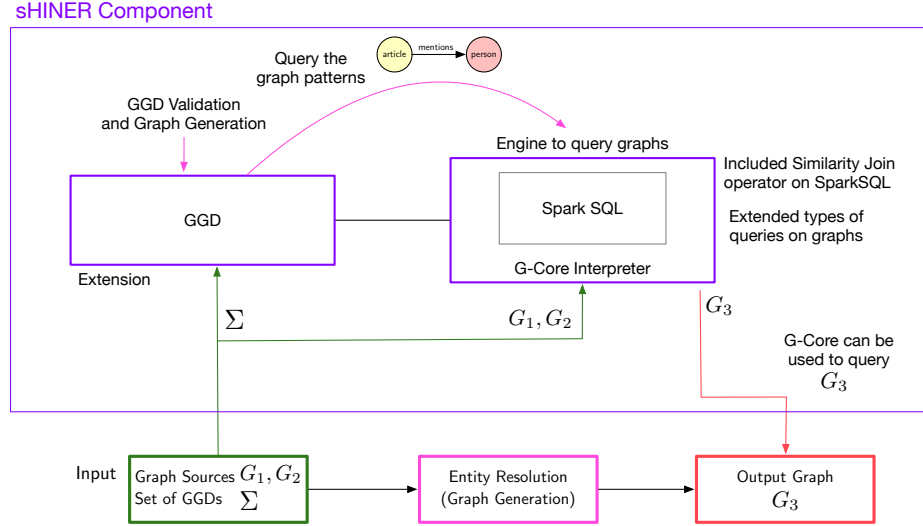 sHINER Component
Query the
graph patterns
article
mentions
person
GGD Validation
and Graph Generation
Engine to query graphs
Included Similarity Join
operator on SparkSQL
Extended types of
queries on graphs
GGD
Spark SQL
G-Core Interpreter
Extension
Σ
G1, G2
G3
G-Core can be
used to query
G3
Input
Graph Sources G1, G2
Set of GGDs Σ
Entity Resolution
(Graph Generation)
Output Graph
G3